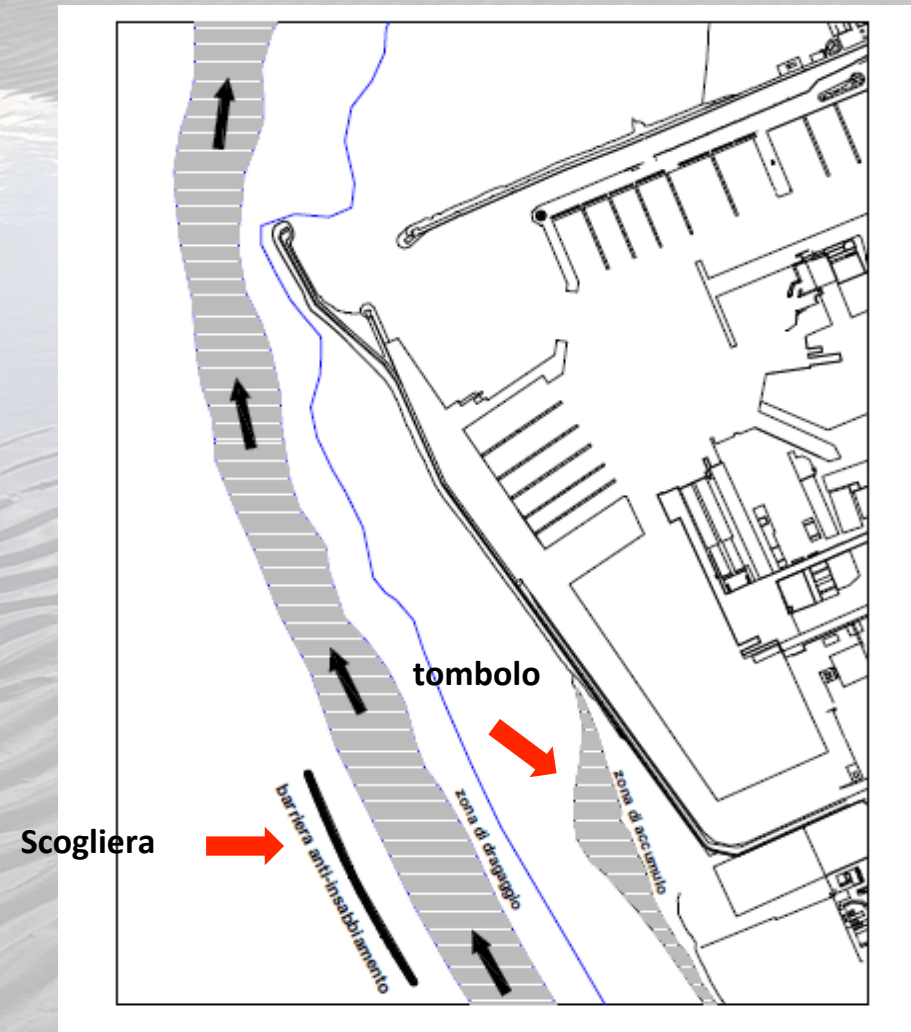 tombolo
zona di accumulo
zona di dragaggio
Scogliera
barriera anti-insabbiamento